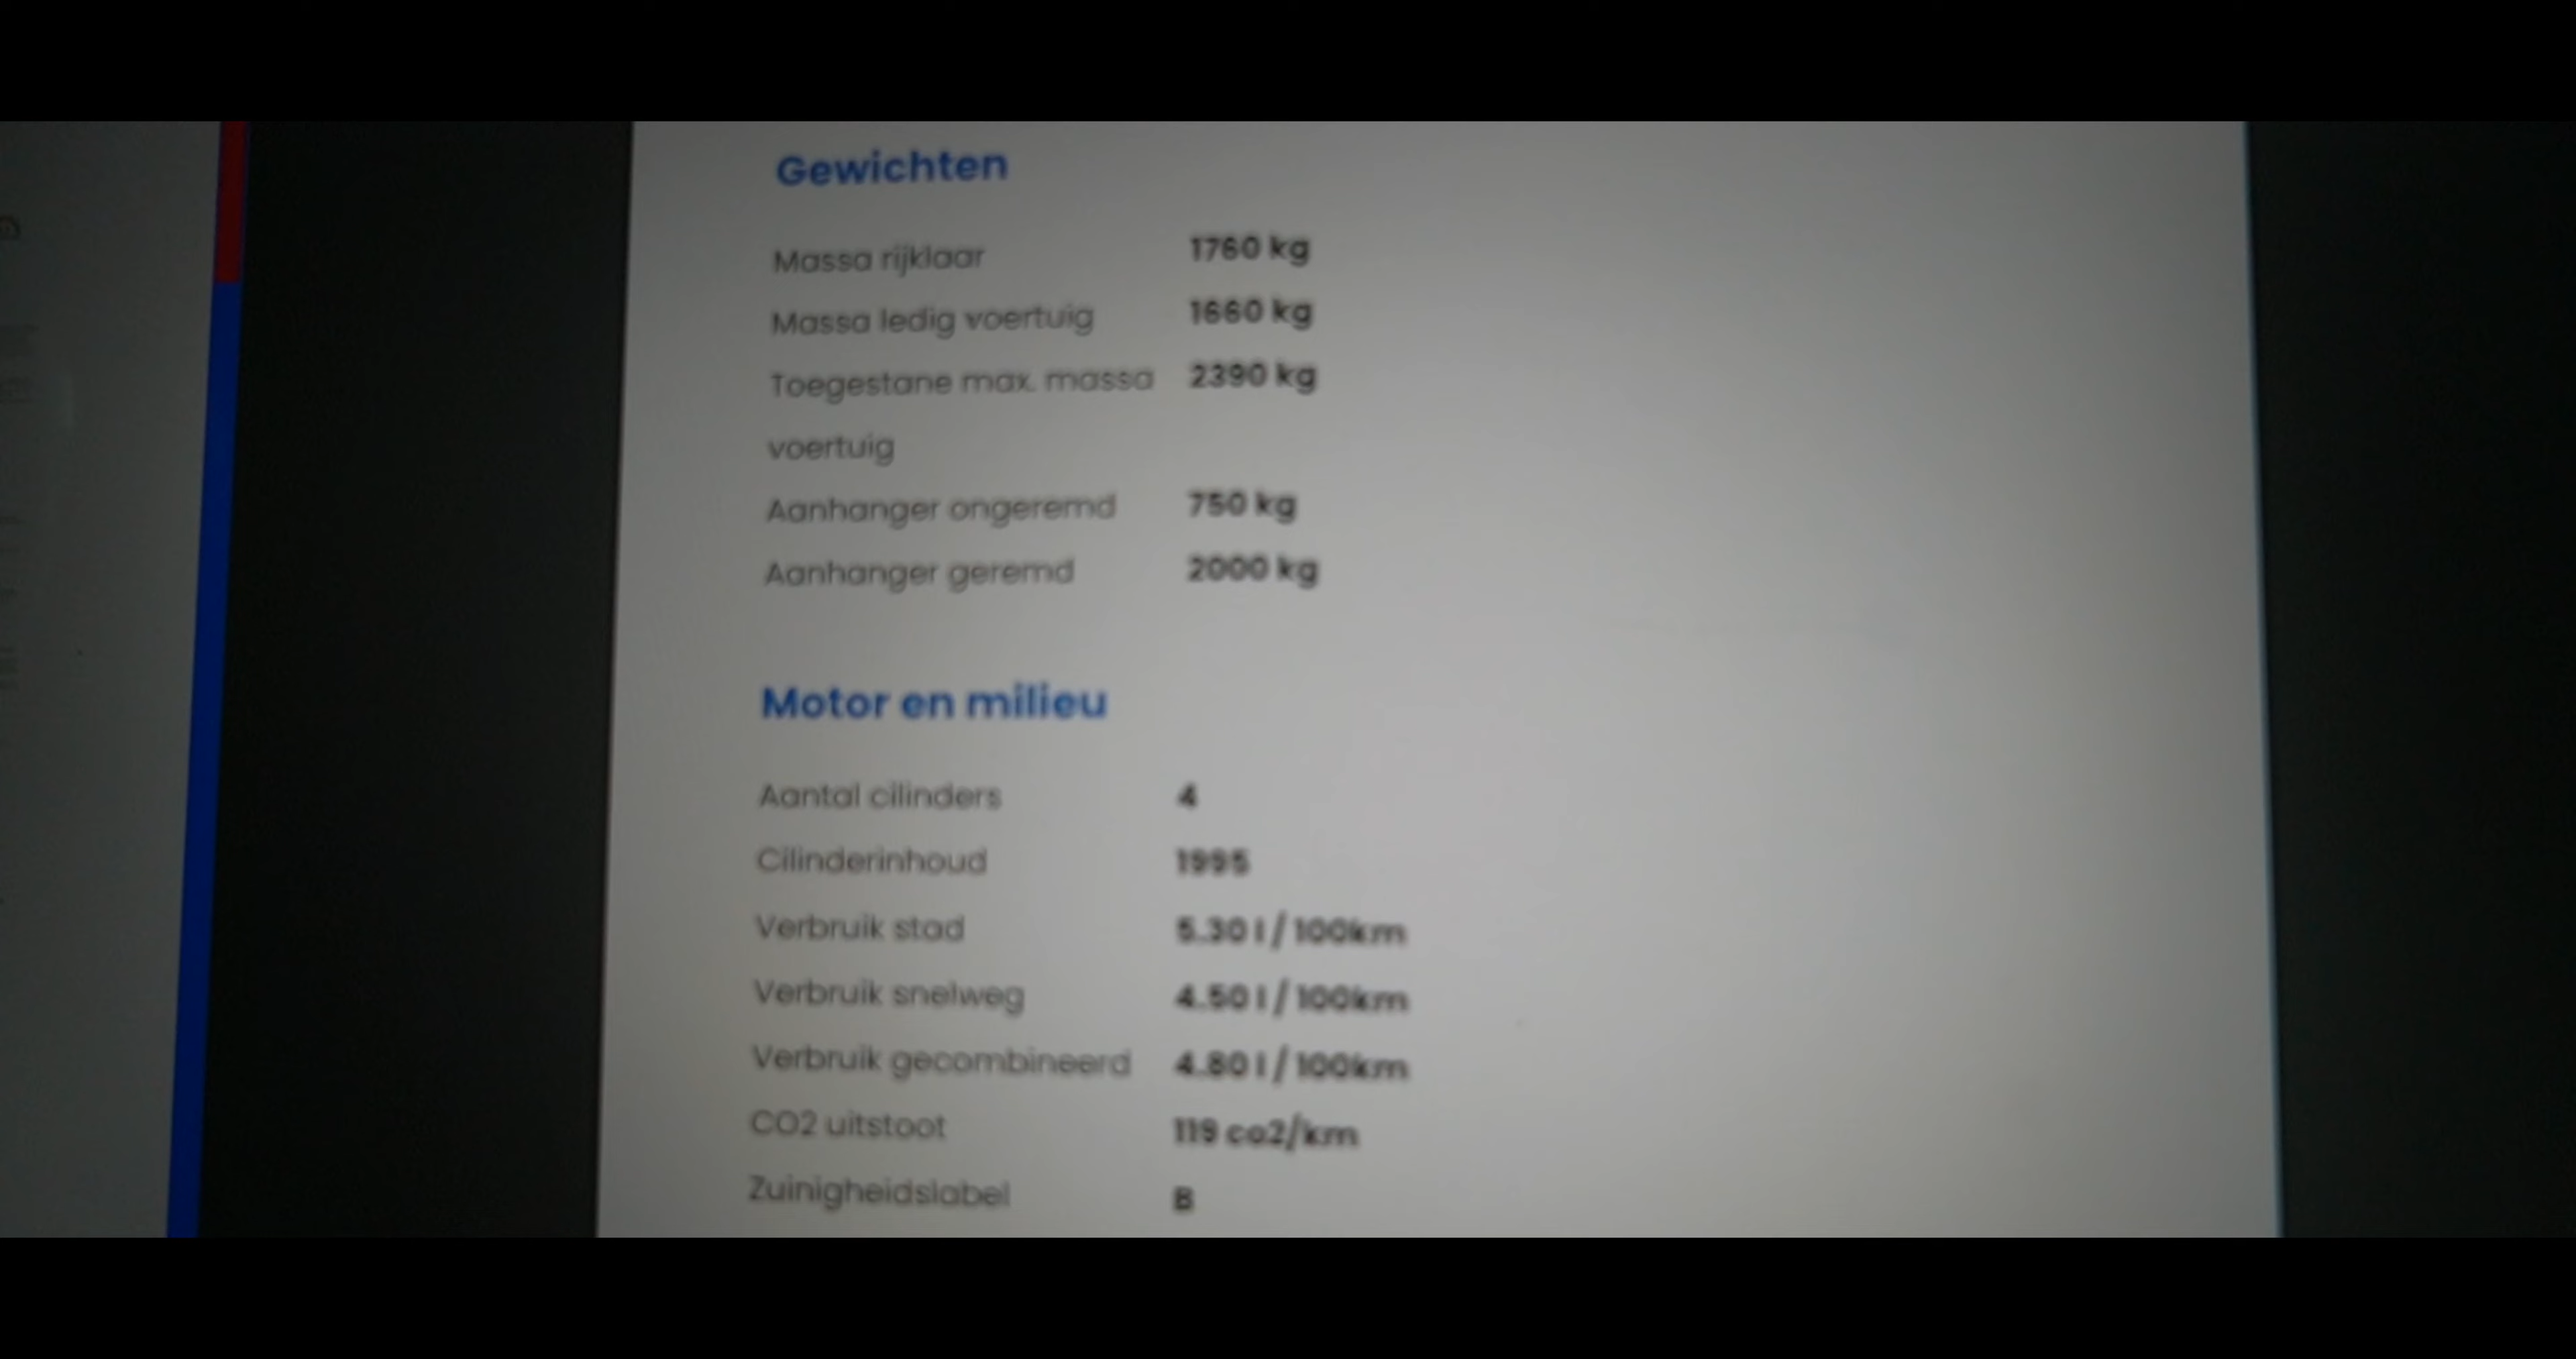 Gewichten
Massa rijklaar 1760 kg
Massa ledig voertuig 1660 kg
Toegestane max. massa 2390 kg
voertuig
Aanhanger ongeremd 750 kg
Aanhanger geremd 2000 kg
Motor en milieu
Aantal cilinders 4
Cilinderinhoud 1995
Verbruik stad 5.30 l / 100km
Verbruik snelweg 4.50 l / 100km
Verbruik gecombineerd 4.80 l / 100km
CO2 uitstoot 119 co2/km
Zuinigheidslabel B